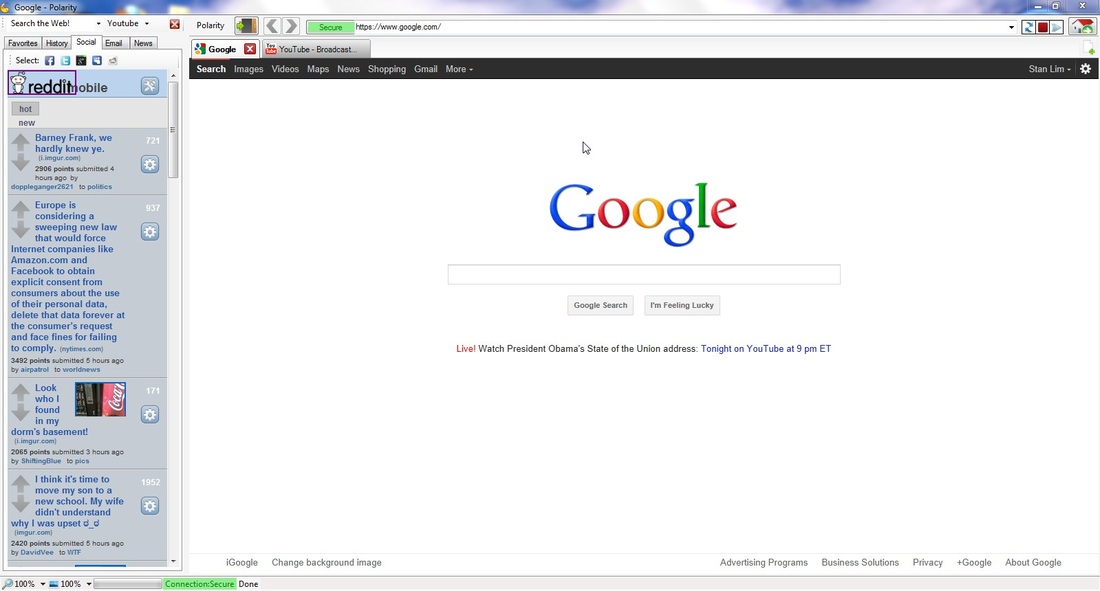 Google - Polarity
Search the Web! Youtube
Polarity Secure https://www.google.com/
Favorites History Social Email News
Google YouTube - Broadcast...
Select:
Search Images Videos Maps News Shopping Gmail More
Stan Lim
reddit mobile
hot
new
Barney Frank, we
hardly knew ye.
(i.imgur.com)
721
2906 points submitted 4
hours ago by
doppleganger2621 to politics
Europe is
considering a
sweeping new law
that would force
Internet companies like
Amazon.com and
Facebook to obtain
explicit consent from
consumers about the use
of their personal data,
delete that data forever at
the consumer's request
and face fines for failing
to comply. (nytimes.com)
937
3492 points submitted 5 hours ago
by airpatrol to worldnews
Look
who I
found
in my
dorm's basement!
(i.imgur.com)
171
2065 points submitted 3 hours ago
by ShiftingBlue to pics
I think it's time to
move my son to a
new school. My wife
didn't understand
why I was upset ಠ_ಠ
(imgur.com)
1952
2420 points submitted 5 hours ago
by DavidVee to WTF
Google
Google Search I'm Feeling Lucky
Live! Watch President Obama's State of the Union address: Tonight on YouTube at 9 pm ET
iGoogle Change background image
Advertising Programs Business Solutions Privacy +Google About Google
100% 100% Connection:Secure Done